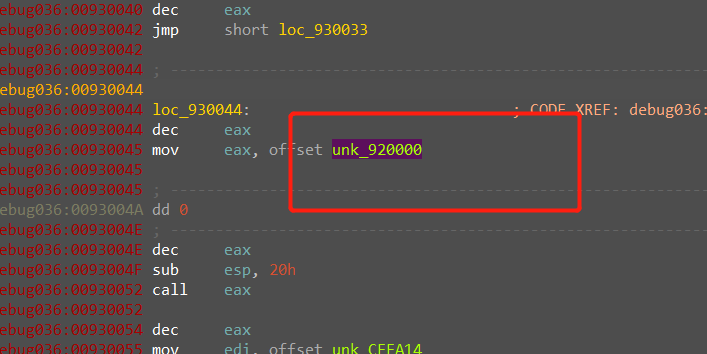 ebug036:00930040 dec eax
ebug036:00930042 jmp short loc_930033
ebug036:00930042
ebug036:00930044 ; ---------------------------------------------------------------
ebug036:00930044
ebug036:00930044 loc_930044: ; CODE XREF: debug036:
ebug036:00930044 dec eax
ebug036:00930045 mov eax, offset unk_920000
ebug036:00930045
ebug036:00930045 ; ---------------------------------------------------------------
ebug036:0093004A dd 0
ebug036:0093004E ; ---------------------------------------------------------------
ebug036:0093004E dec eax
ebug036:0093004F sub esp, 20h
ebug036:00930052 call eax
ebug036:00930052
ebug036:00930054 dec eax
ebug036:00930055 mov edi, offset unk_CFFA14